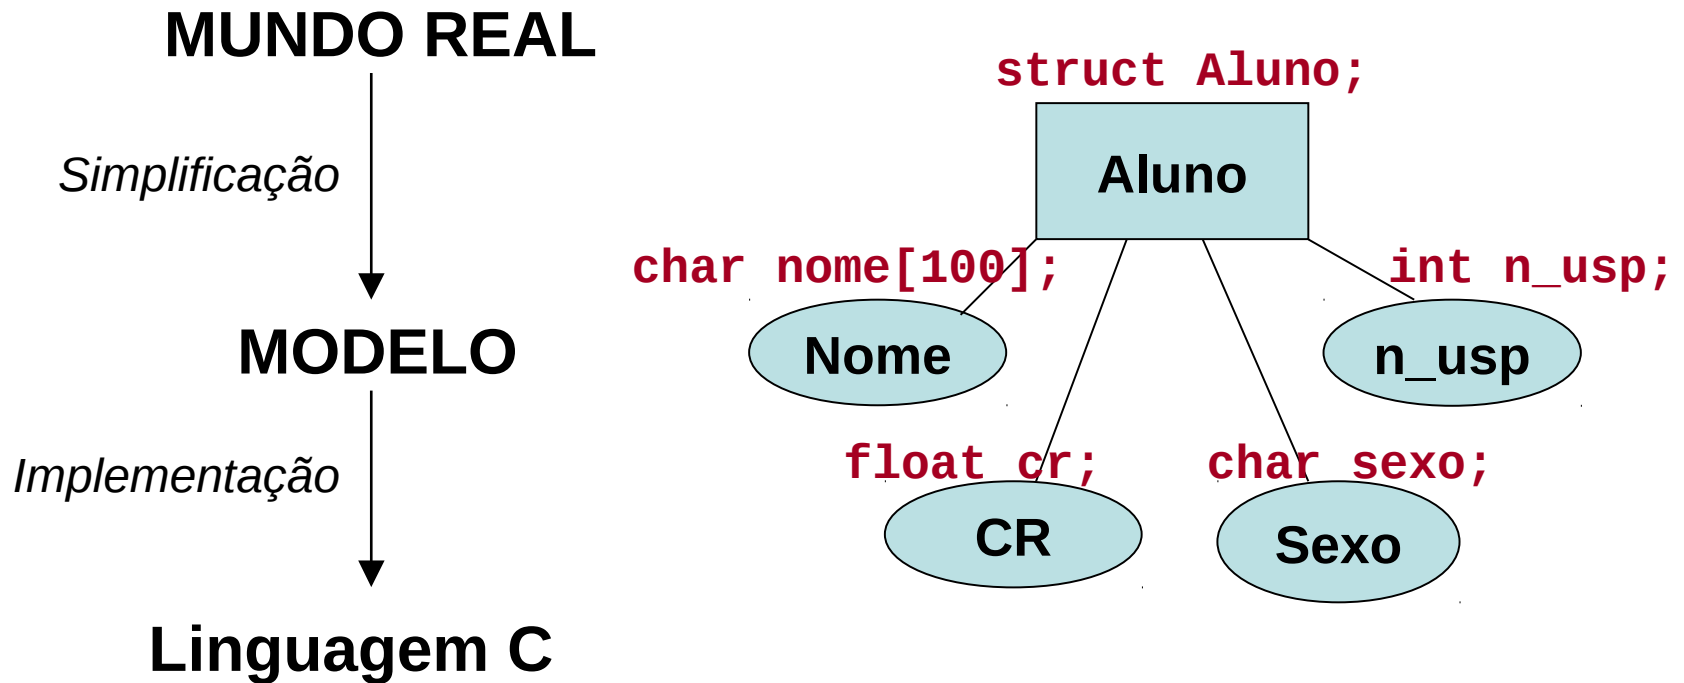 MUNDO REAL
Simplificação
MODELO
Implementação
Linguagem C
struct Aluno;
Aluno
char nome[100];
int n_usp;
Nome
n_usp
float cr;
char sexo;
CR
Sexo